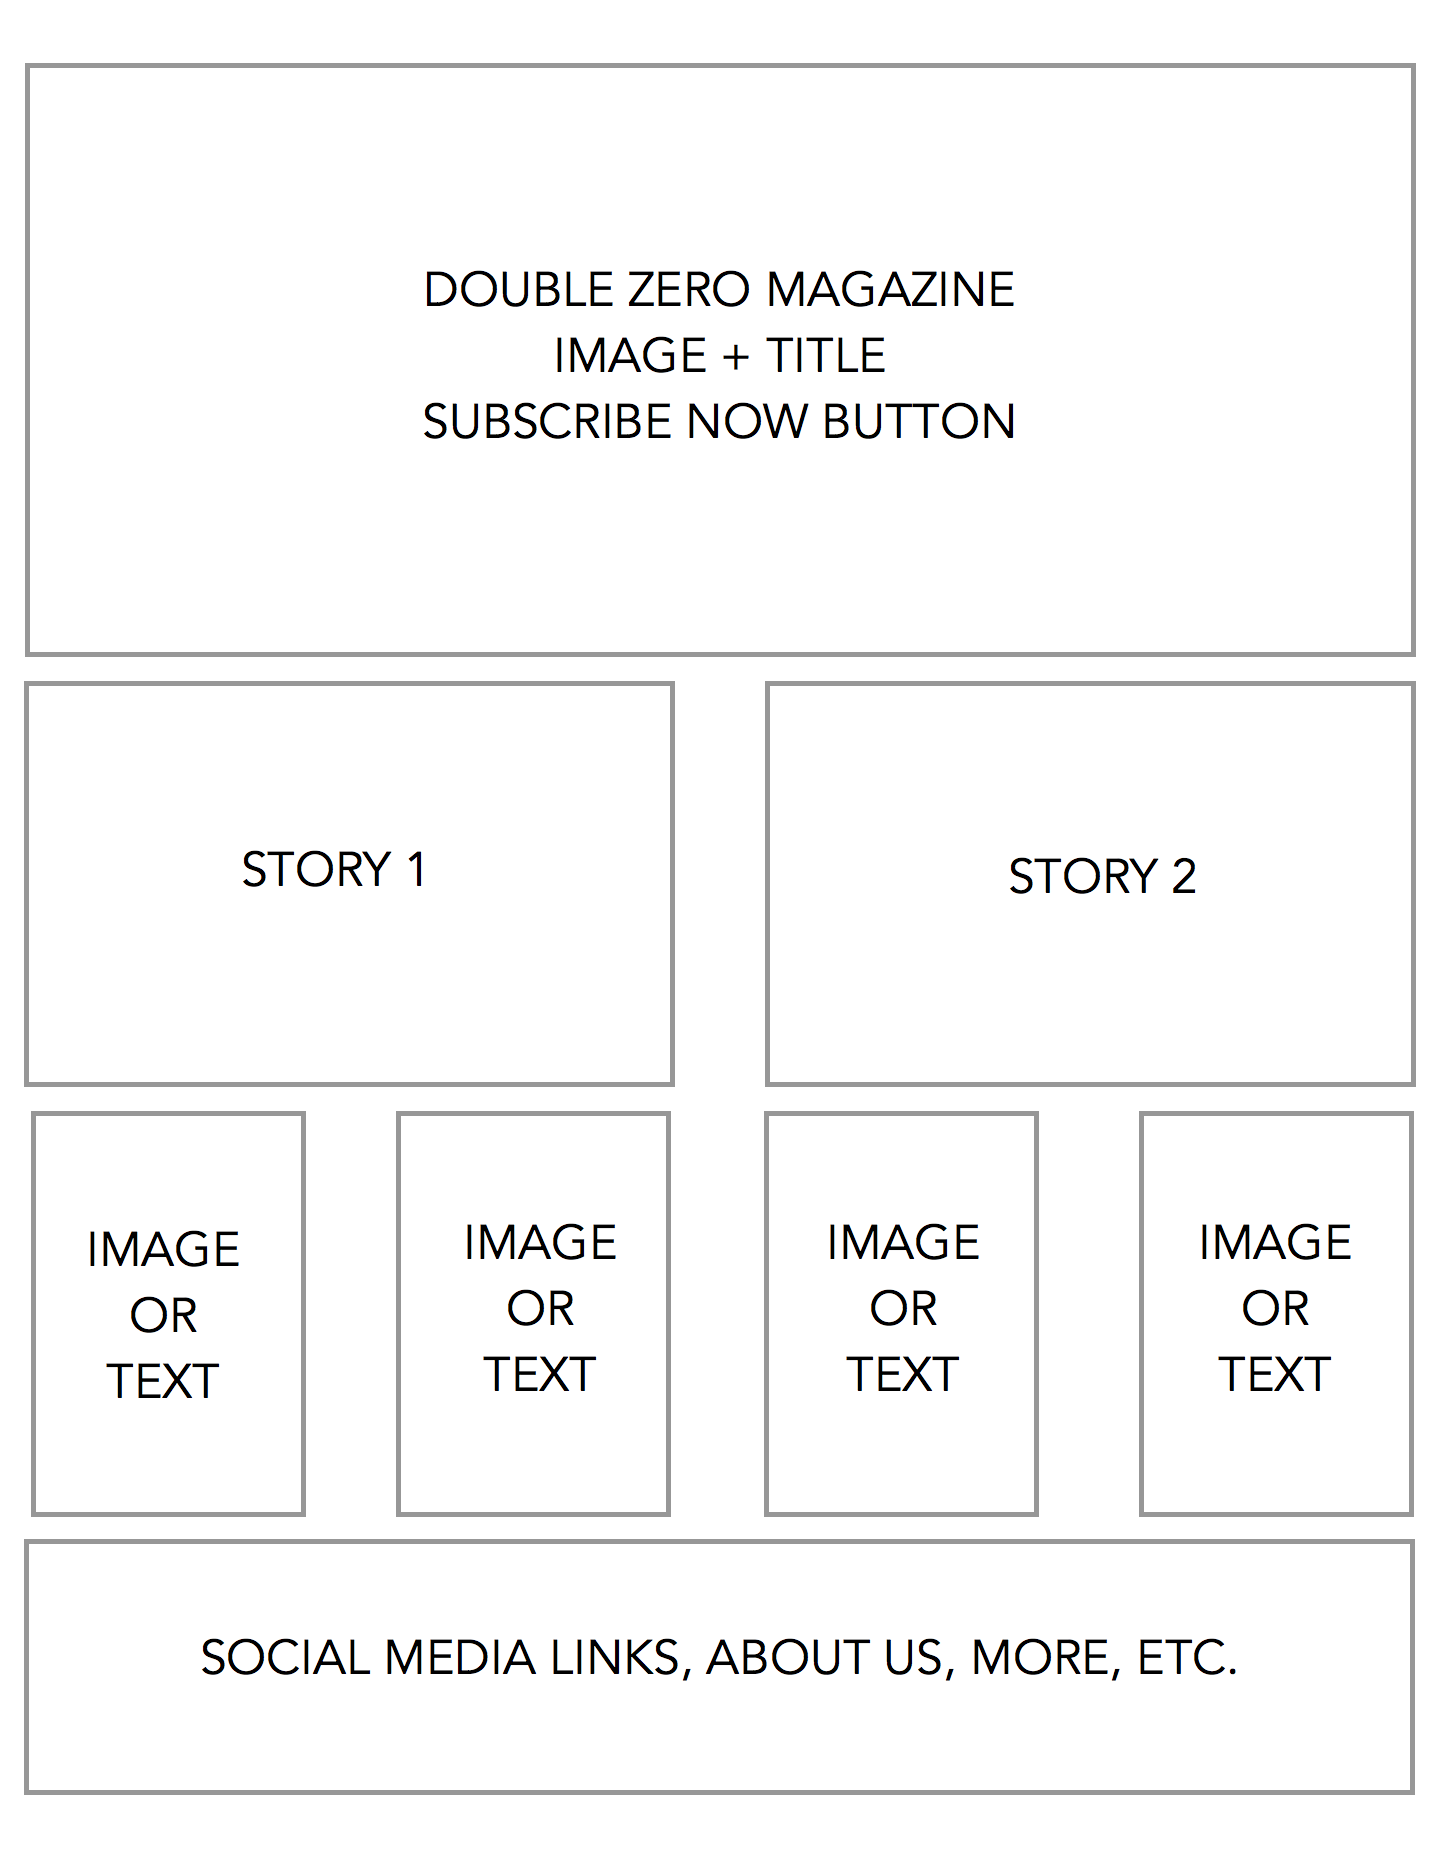 DOUBLE ZERO MAGAZINE
IMAGE + TITLE
SUBSCRIBE NOW BUTTON
STORY 1
STORY 2
IMAGE
OR
TEXT
IMAGE
OR
TEXT
IMAGE
OR
TEXT
IMAGE
OR
TEXT
SOCIAL MEDIA LINKS, ABOUT US, MORE, ETC.